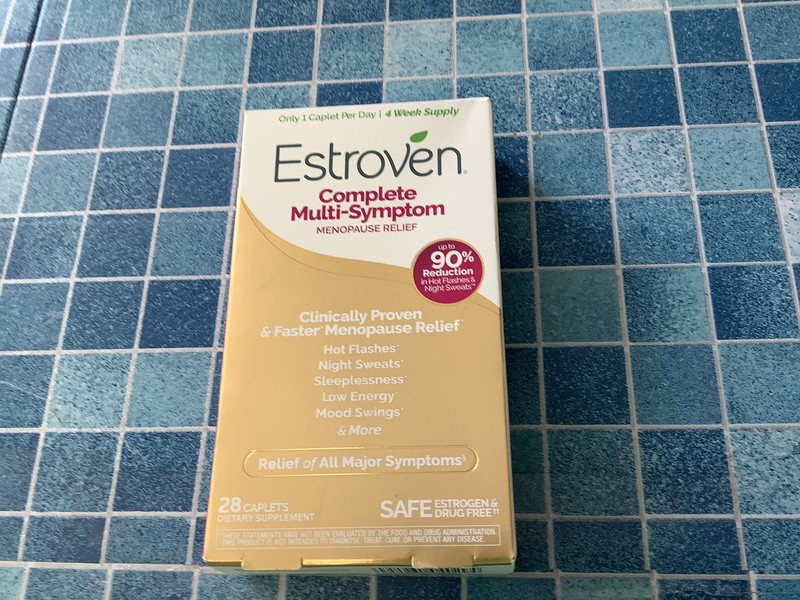 Only 1 Caplet Per Day | 4 Week Supply
Estroven®
Complete
Multi-Symptom
MENOPAUSE RELIEF
up to
90%
Reduction
in Hot Flashes &
Night Sweats**
Clinically Proven
& Faster* Menopause Relief
Hot Flashes*
Night Sweats*
Sleeplessness*
Low Energy*
Mood Swings*
& More
Relief of All Major Symptoms§
28 CAPLETS
DIETARY SUPPLEMENT
SAFE ESTROGEN &
DRUG FREE††
*THESE STATEMENTS HAVE NOT BEEN EVALUATED BY THE FOOD AND DRUG ADMINISTRATION.
THIS PRODUCT IS NOT INTENDED TO DIAGNOSE, TREAT, CURE OR PREVENT ANY DISEASE.